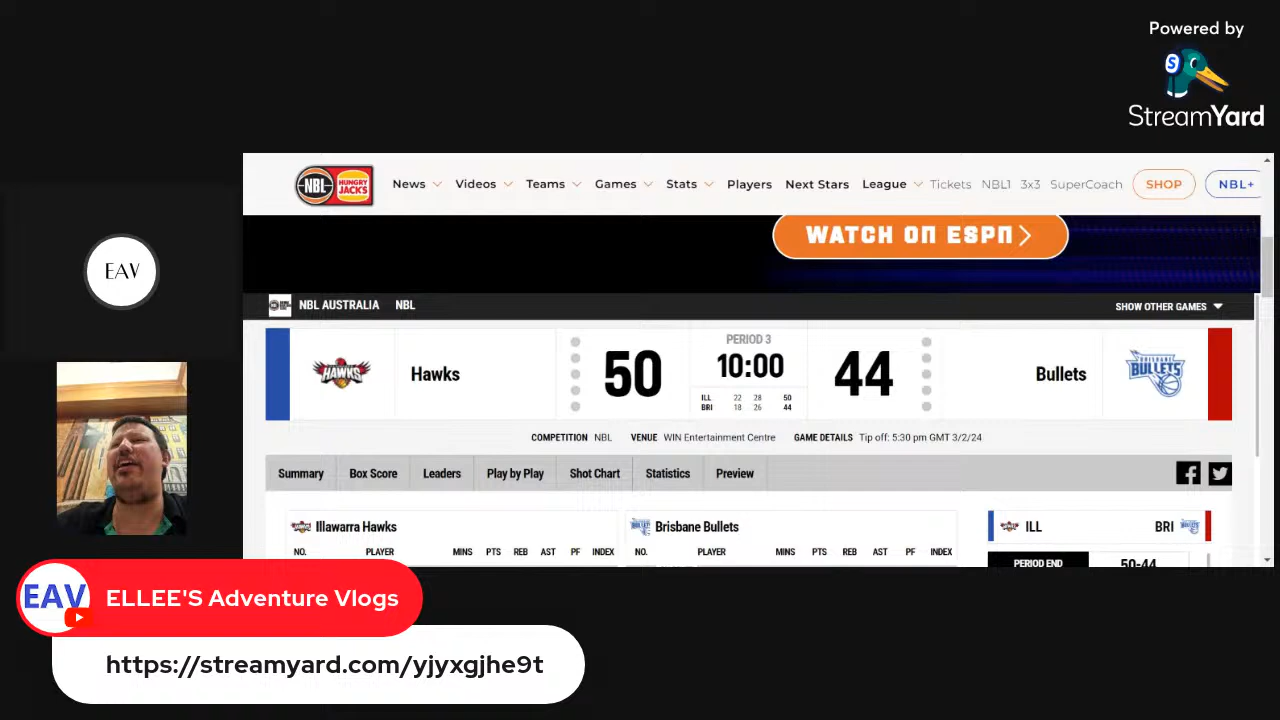 Powered by
StreamYard
NBL HUNGRY JACK'S News Videos Teams Games Stats Players Next Stars League Tickets NBL1 3x3 SuperCoach SHOP NBL+
WATCH ON ESPN
NBL AUSTRALIA NBL SHOW OTHER GAMES
HAWKS Hawks 50 PERIOD 3 44 Bullets BRISBANE BULLETS
10:00
ILL 22 28 50
BRI 18 26 44
COMPETITION NBL VENUE WIN Entertainment Centre GAME DETAILS Tip off: 5:30 pm GMT 3/2/24
Summary Box Score Leaders Play by Play Shot Chart Statistics Preview
Illawarra Hawks Brisbane Bullets ILL BRI
NO. PLAYER MINS PTS REB AST PF INDEX NO. PLAYER MINS PTS REB AST PF INDEX
PERIOD END 50-44
EAV
EAV ELLEE'S Adventure Vlogs
https://streamyard.com/yjyxgjhe9t